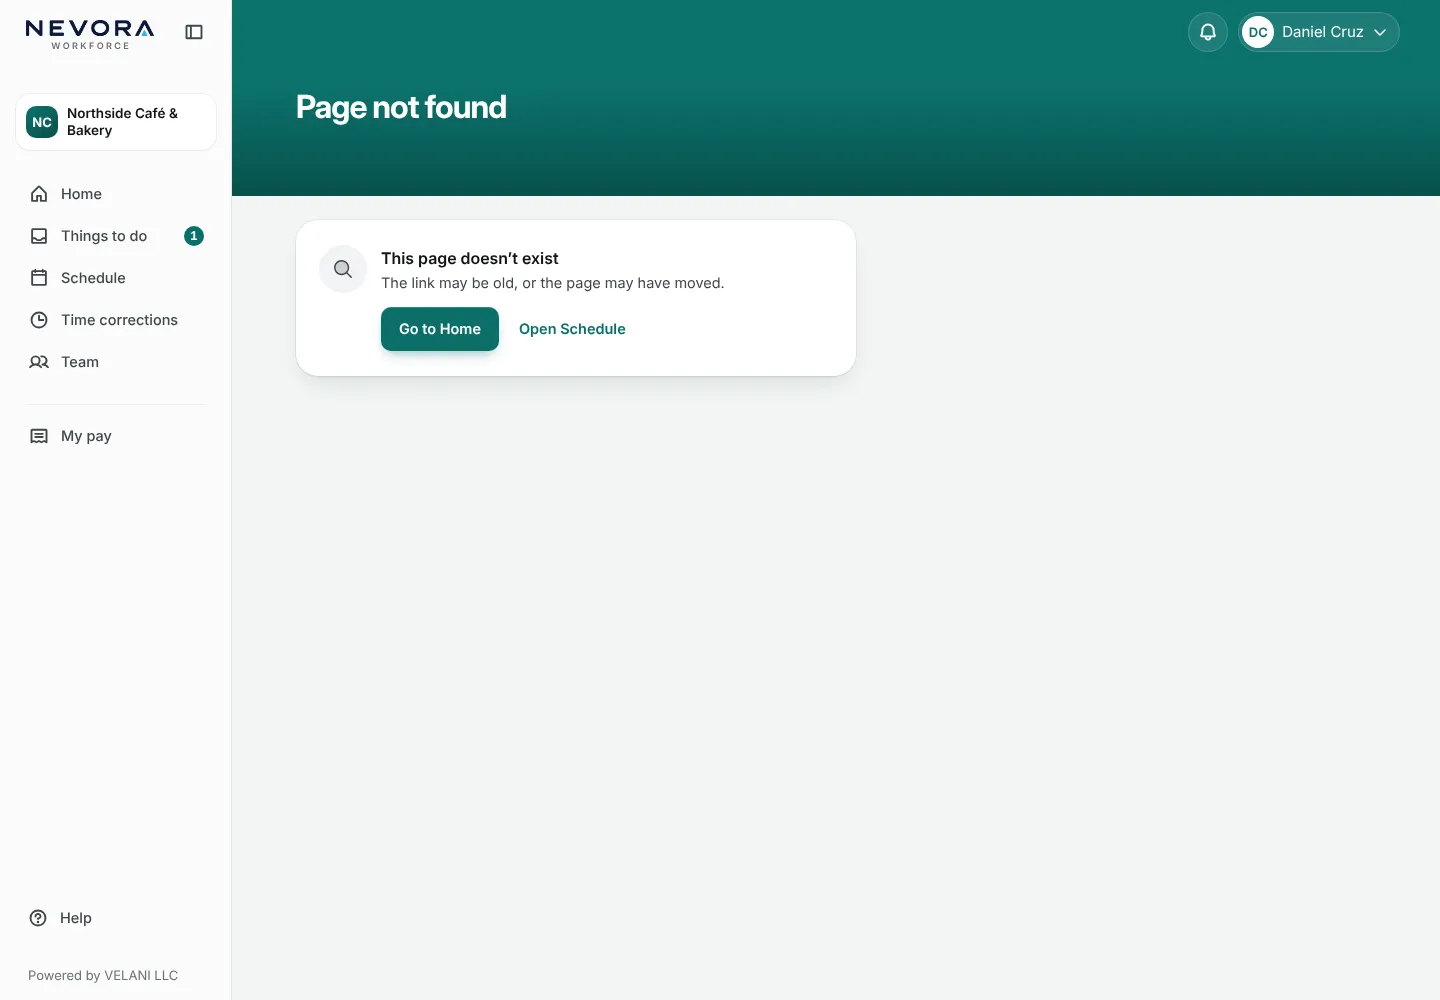 NEVORA
WORKFORCE
DC
Daniel Cruz
Page not found
NC
Northside Café &
Bakery
Home
Things to do
1
Schedule
Time corrections
Team
My pay
This page doesn’t exist
The link may be old, or the page may have moved.
Go to Home
Open Schedule
Help
Powered by VELANI LLC